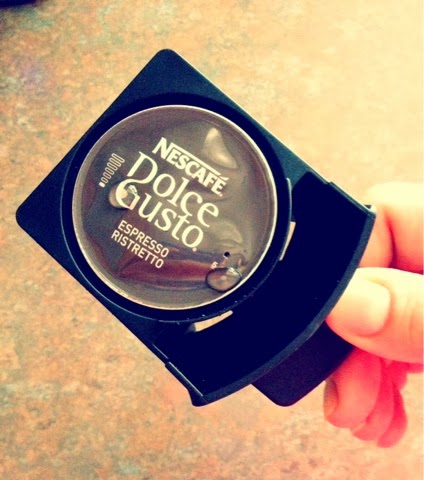 NESCAFÉ
Dolce
Gusto
ESPRESSO
RISTRETTO